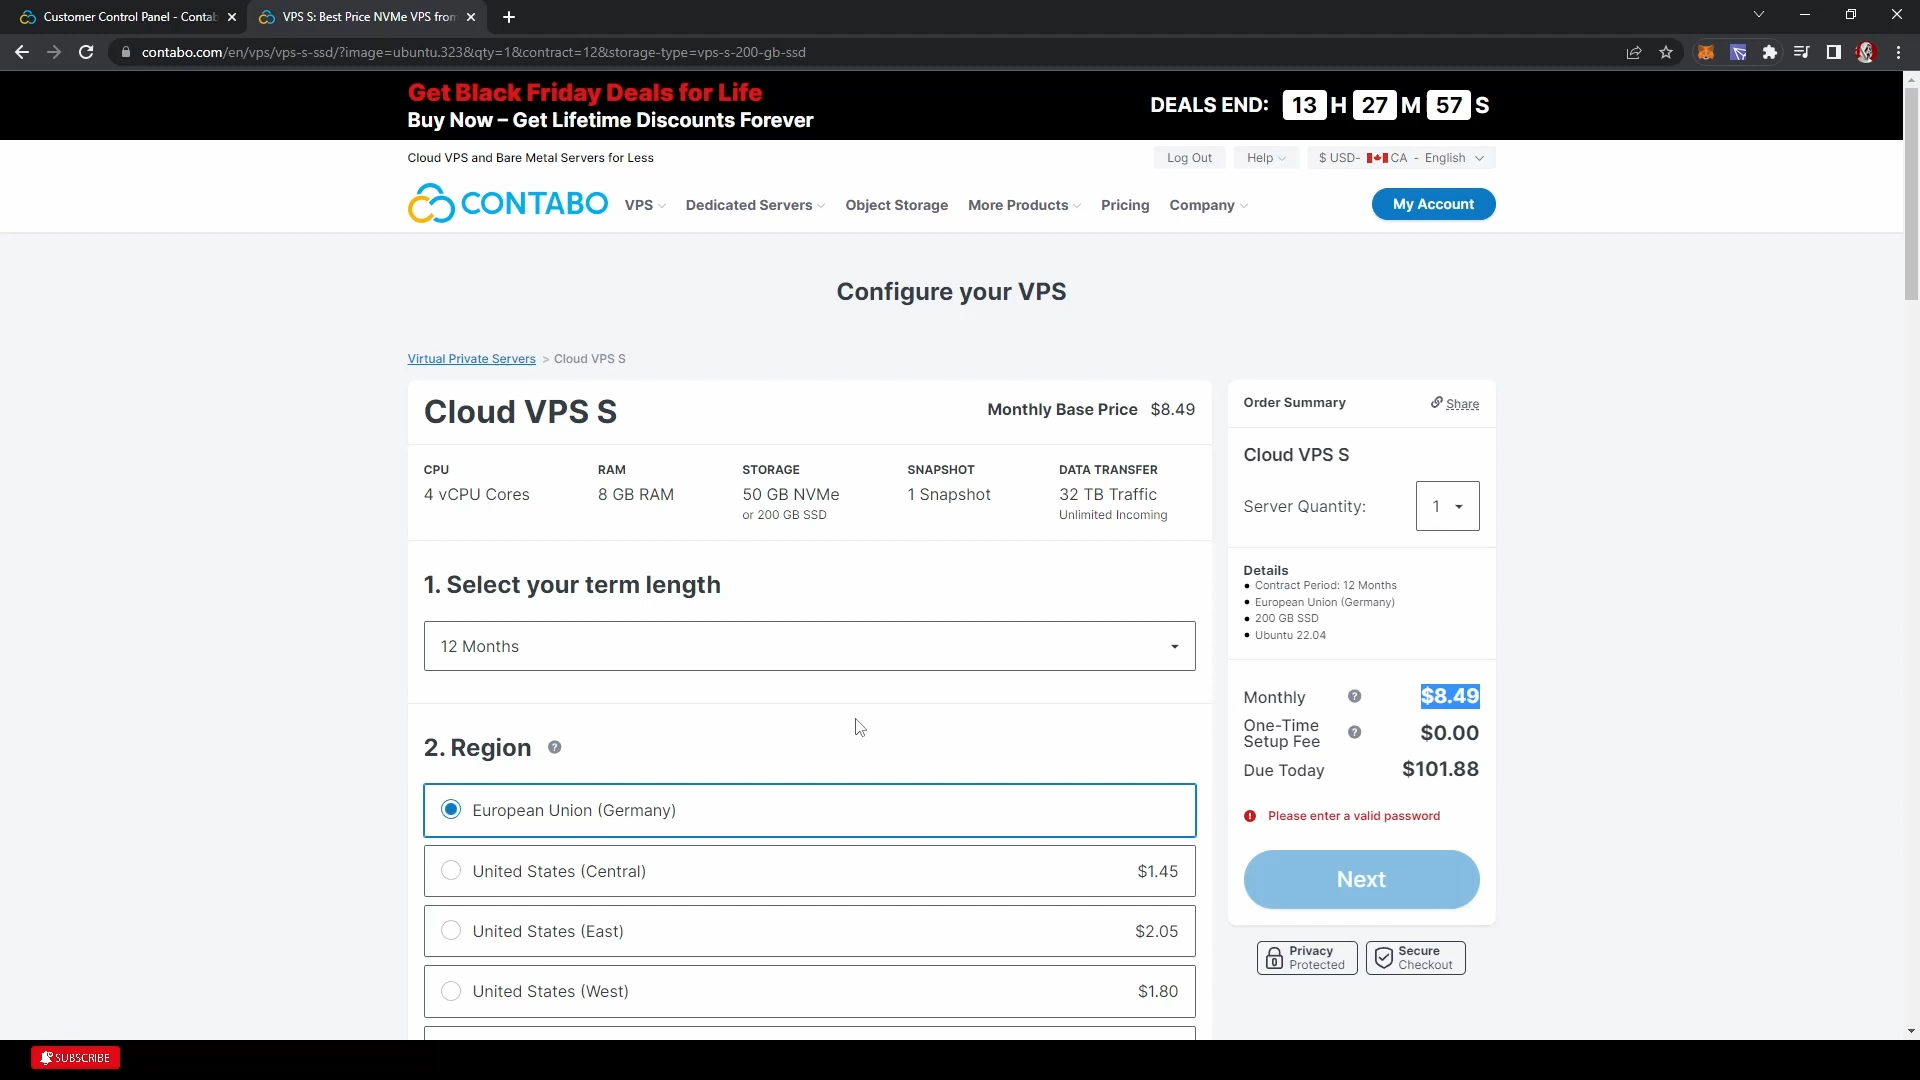 Customer Control Panel - Contab
VPS S: Best Price NVMe VPS from
contabo.com/en/vps/vps-s-ssd/?image=ubuntu.323&qty=1&contract=12&storage-type=vps-s-200-gb-ssd
Get Black Friday Deals for Life
Buy Now – Get Lifetime Discounts Forever
DEALS END: 13 H 27 M 57 S
Cloud VPS and Bare Metal Servers for Less
Log Out
Help
$ USD- CA - English
CONTABO
VPS
Dedicated Servers
Object Storage
More Products
Pricing
Company
My Account
Configure your VPS
Virtual Private Servers > Cloud VPS S
Cloud VPS S
Monthly Base Price $8.49
CPU
4 vCPU Cores
RAM
8 GB RAM
STORAGE
50 GB NVMe
or 200 GB SSD
SNAPSHOT
1 Snapshot
DATA TRANSFER
32 TB Traffic
Unlimited Incoming
1. Select your term length
12 Months
2. Region ?
European Union (Germany)
United States (Central) $1.45
United States (East) $2.05
United States (West) $1.80
Order Summary
Share
Cloud VPS S
Server Quantity: 1
Details
• Contract Period: 12 Months
• European Union (Germany)
• 200 GB SSD
• Ubuntu 22.04
Monthly ? $8.49
One-Time
Setup Fee ? $0.00
Due Today $101.88
! Please enter a valid password
Next
Privacy
Protected
Secure
Checkout
SUBSCRIBE